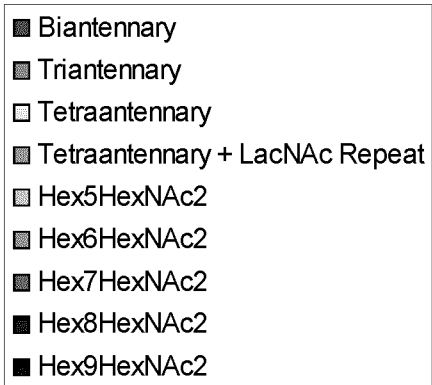 Biantennary
Triantennary
Tetraantennary
Tetraantennary + LacNAc Repeat
Hex5HexNAc2
Hex6HexNAc2
Hex7HexNAc2
Hex8HexNAc2
Hex9HexNAc2